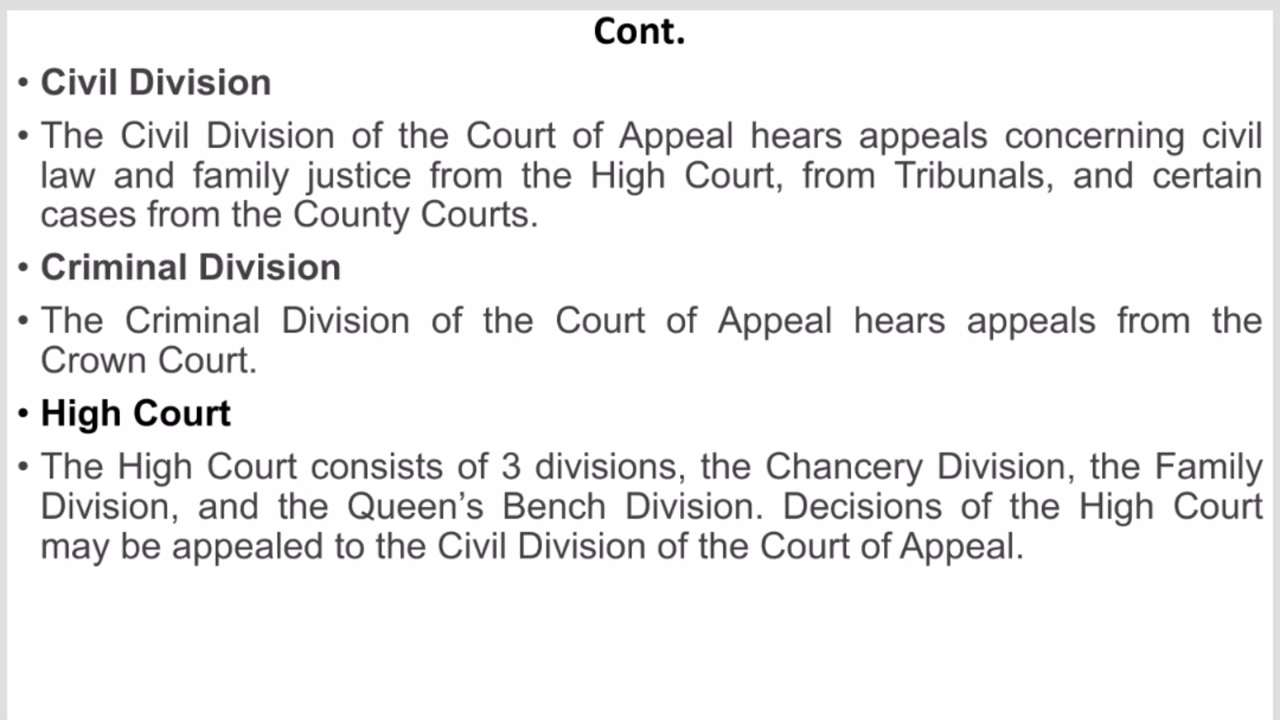 Cont.
• Civil Division
• The Civil Division of the Court of Appeal hears appeals concerning civil
law and family justice from the High Court, from Tribunals, and certain
cases from the County Courts.
• Criminal Division
• The Criminal Division of the Court of Appeal hears appeals from the
Crown Court.
• High Court
• The High Court consists of 3 divisions, the Chancery Division, the Family
Division, and the Queen’s Bench Division. Decisions of the High Court
may be appealed to the Civil Division of the Court of Appeal.